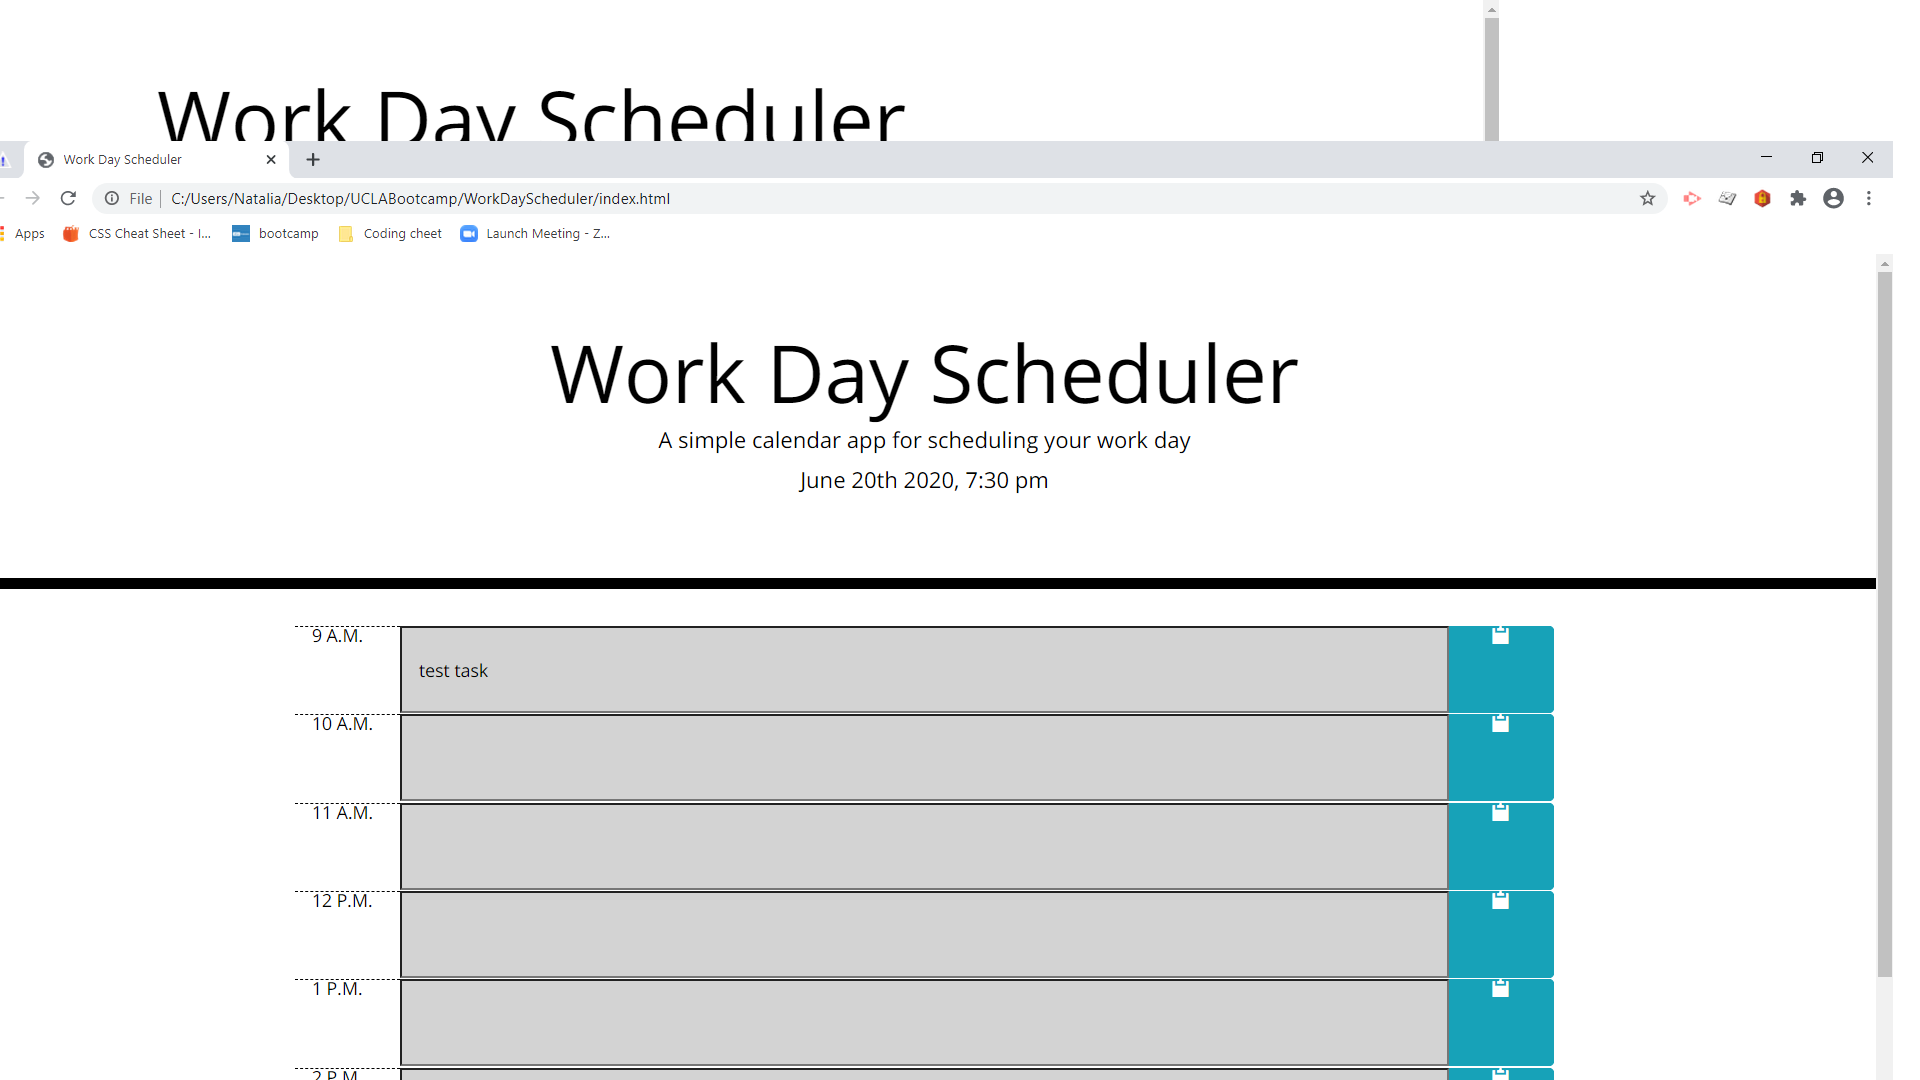 Work Day Scheduler
Work Day Scheduler
File C:/Users/Natalia/Desktop/UCLABootcamp/WorkDayScheduler/index.html
Apps CSS Cheat Sheet - I... bootcamp Coding cheet Launch Meeting - Z...
Work Day Scheduler
A simple calendar app for scheduling your work day
June 20th 2020, 7:30 pm
9 A.M.
test task
10 A.M.
11 A.M.
12 P.M.
1 P.M.
2 P.M.